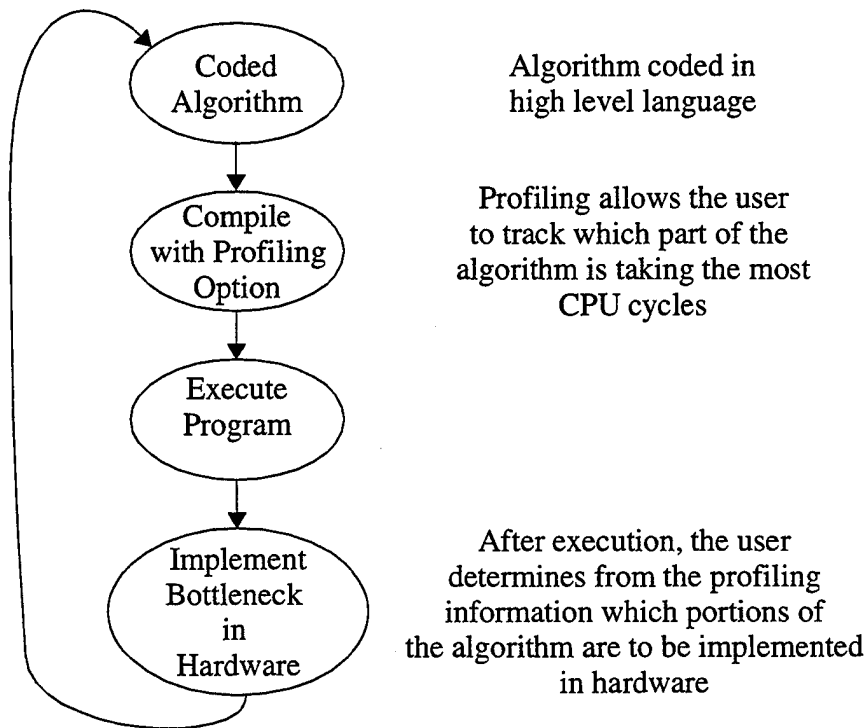 Coded
Algorithm
Algorithm coded in
high level language
Compile
with Profiling
Option
Profiling allows the user
to track which part of the
algorithm is taking the most
CPU cycles
Execute
Program
Implement
Bottleneck
in
Hardware
After execution, the user
determines from the profiling
information which portions of
the algorithm are to be implemented
in hardware